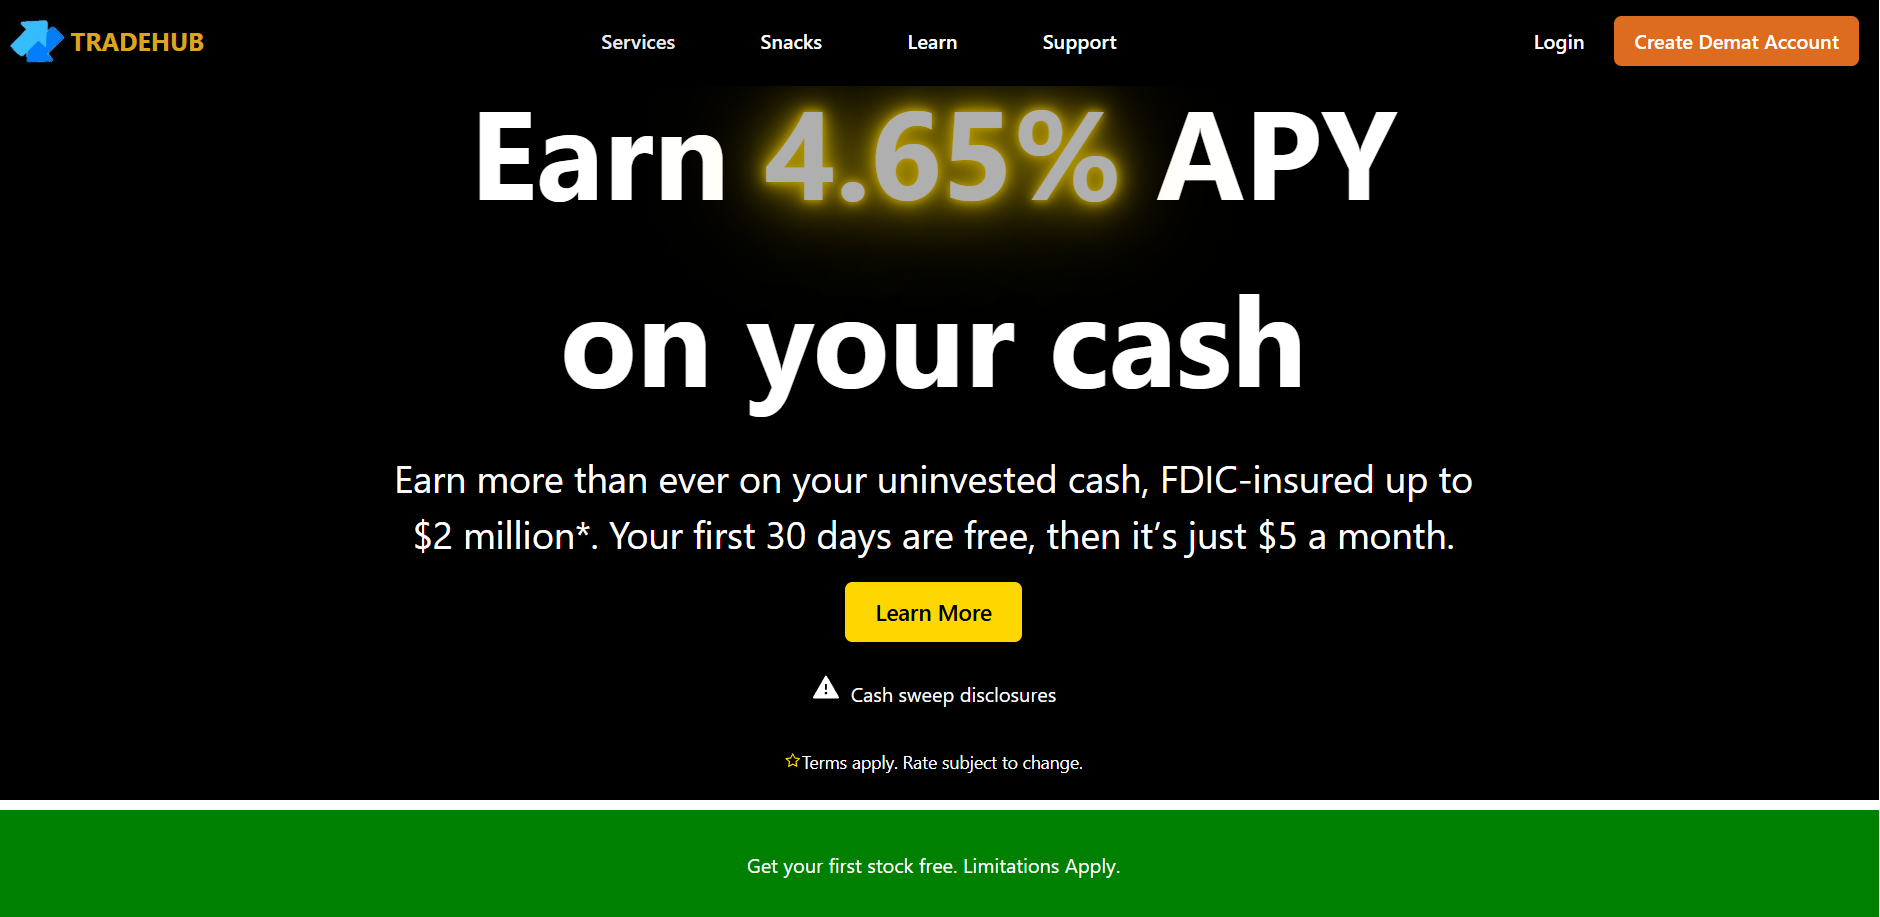 TRADEHUB
Services
Snacks
Learn
Support
Login
Create Demat Account
Earn 4.65% APY
on your cash
Earn more than ever on your uninvested cash, FDIC-insured up to
$2 million*. Your first 30 days are free, then it’s just $5 a month.
Learn More
Cash sweep disclosures
Terms apply. Rate subject to change.
Get your first stock free. Limitations Apply.